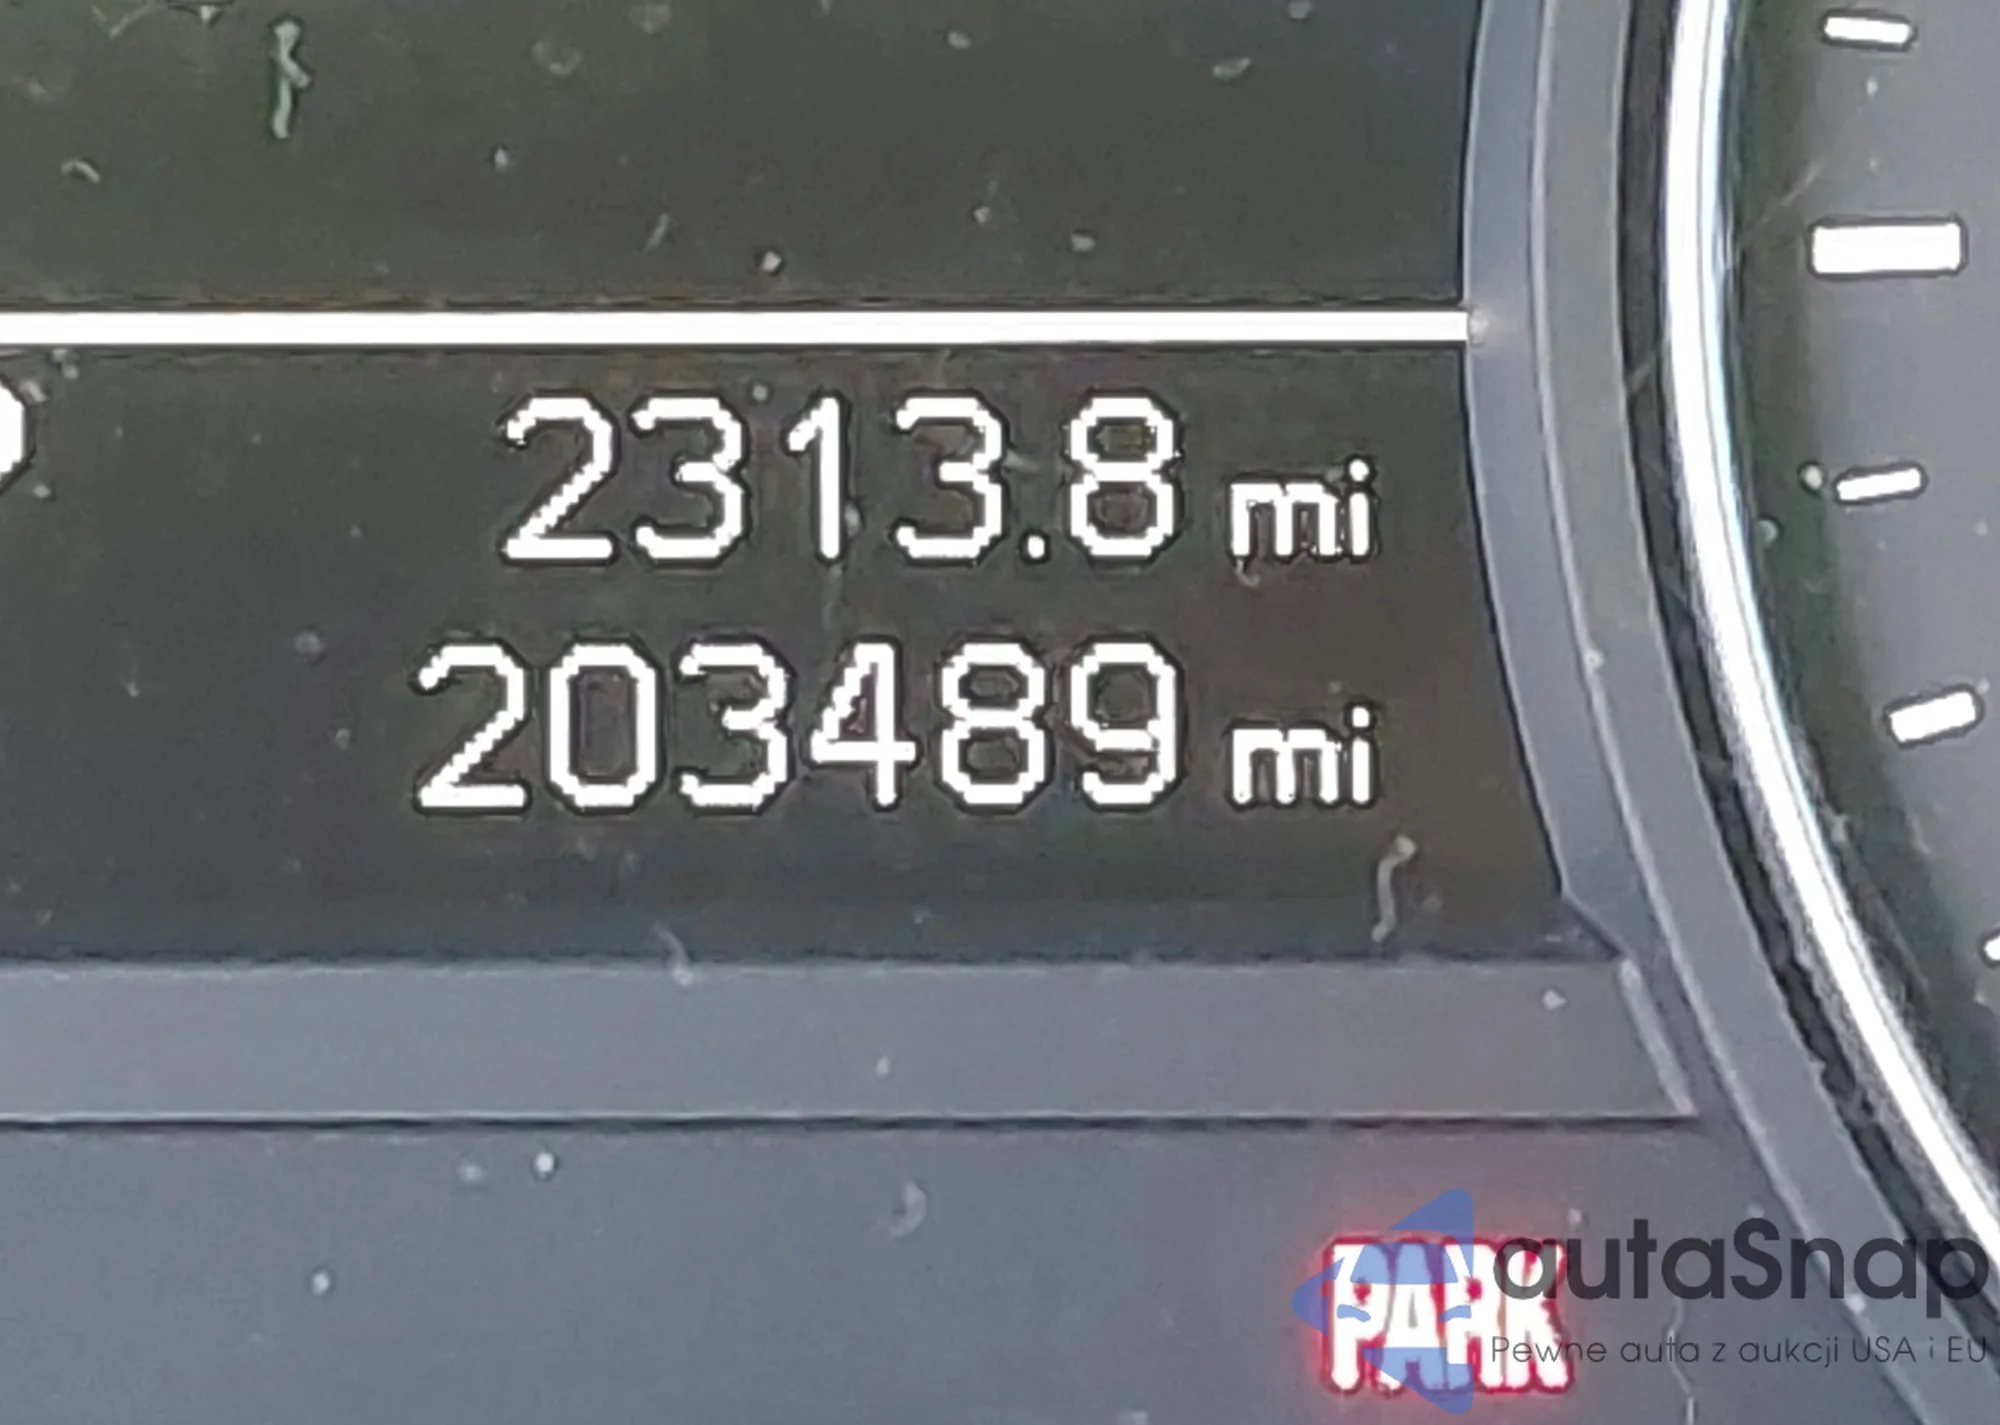 2313.8 mi
203489 mi
PARK
autaSnap
Pewne auta z aukcji USA i EU